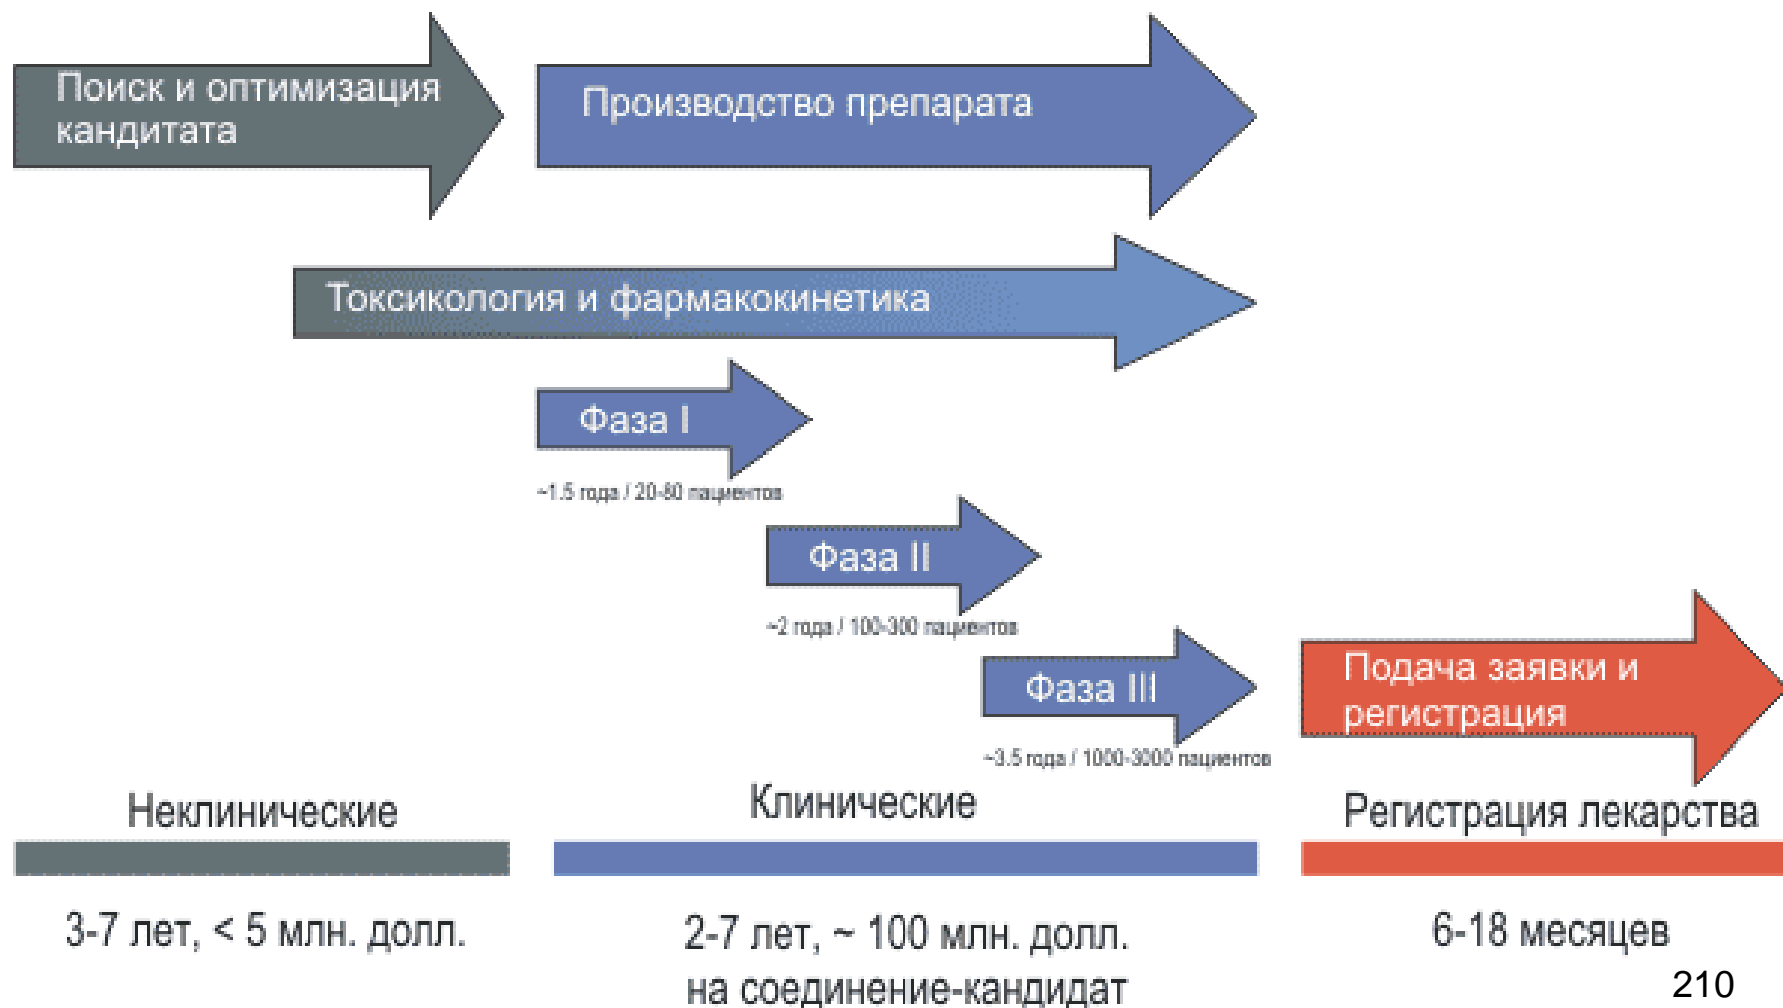 Поиск и оптимизация
кандитата
Производство препарата
Токсикология и фармакокинетика
Фаза I
~1.5 года / 20-80 пациентов
Фаза II
~2 года / 100-300 пациентов
Фаза III
~3.5 года / 1000-3000 пациентов
Подача заявки и
регистрация
Неклинические
Клинические
Регистрация лекарства
3-7 лет, < 5 млн. долл.
2-7 лет, ~ 100 млн. долл.
на соединение-кандидат
6-18 месяцев
210